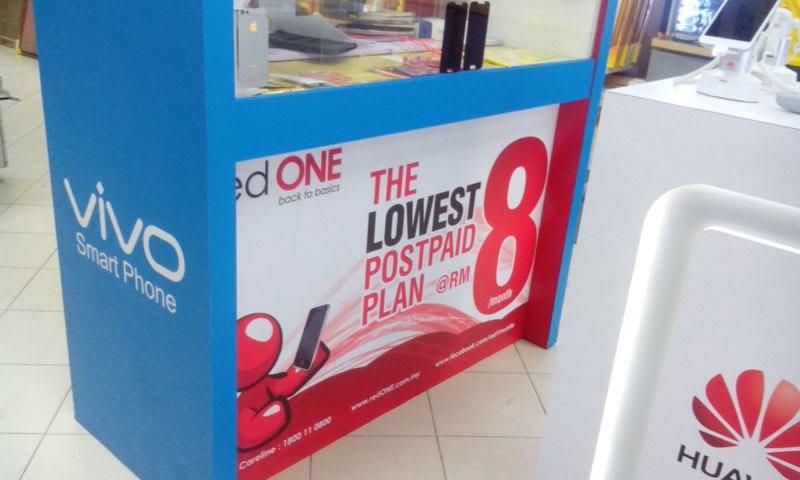 vivo
Smart Phone
ed ONE
back to basics
THE
LOWEST
POSTPAID
PLAN @RM
8
/month
www.facebook.com/red1mobile
www.redONE.com.my
Careline : 1800 11 0800
HUAW